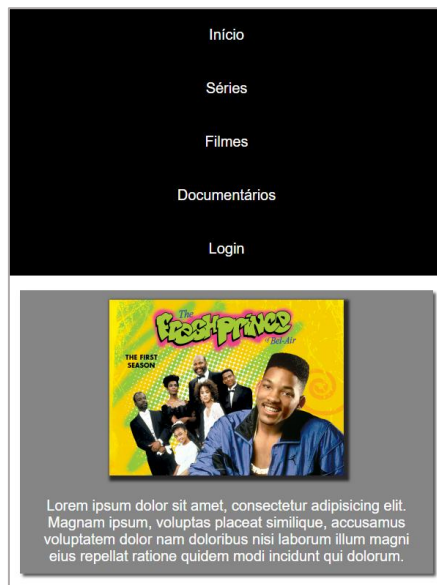 Início
Séries
Filmes
Documentários
Login
The
Fresh Prince
of Bel-Air
THE FIRST
SEASON
Lorem ipsum dolor sit amet, consectetur adipisicing elit.
Magnam ipsum, voluptas placeat similique, accusamus
voluptatem dolor nam doloribus nisi laborum illum magni
eius repellat ratione quidem modi incidunt qui dolorum.